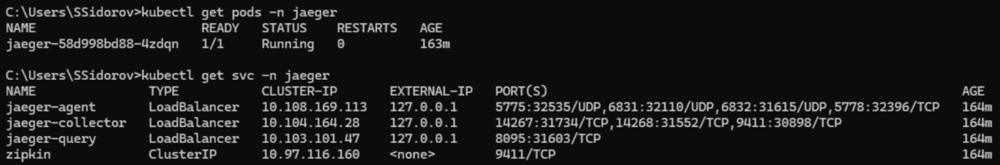 C:\Users\SSidorov>kubectl get pods -n jaeger
NAME                      READY   STATUS    RESTARTS   AGE
jaeger-58d998bd88-4zdqn   1/1     Running   0          163m

C:\Users\SSidorov>kubectl get svc -n jaeger
NAME               TYPE           CLUSTER-IP       EXTERNAL-IP   PORT(S)                                                       AGE
jaeger-agent       LoadBalancer   10.108.169.113   127.0.0.1     5775:32535/UDP,6831:32110/UDP,6832:31615/UDP,5778:32396/TCP   164m
jaeger-collector   LoadBalancer   10.104.164.28    127.0.0.1     14267:31734/TCP,14268:31552/TCP,9411:30898/TCP                164m
jaeger-query       LoadBalancer   10.103.101.47    127.0.0.1     8095:31603/TCP                                                164m
zipkin             ClusterIP      10.97.116.160    <none>        9411/TCP                                                      164m